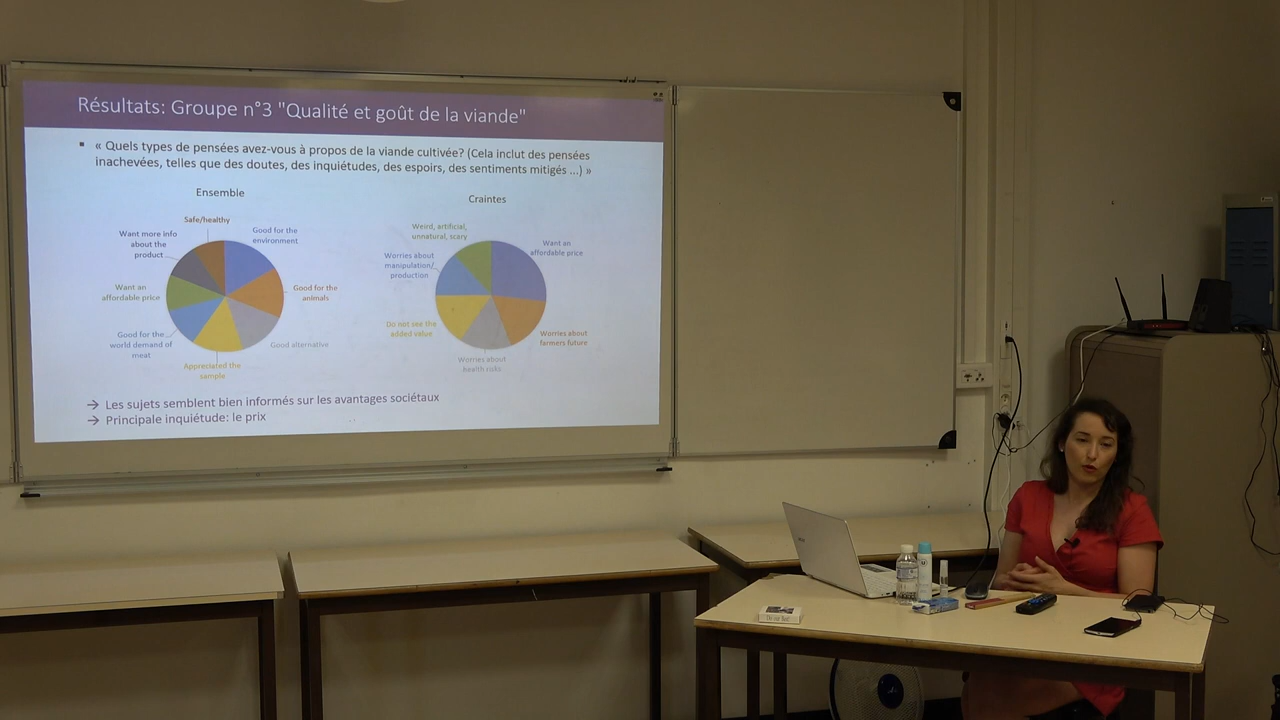 Résultats: Groupe n°3 "Qualité et goût de la viande"
▪ « Quels types de pensées avez-vous à propos de la viande cultivée? (Cela inclut des pensées
inachevées, telles que des doutes, des inquiétudes, des espoirs, des sentiments mitigés ...) »
Ensemble
Safe/healthy
Good for the
environment
Good for the
animals
Good alternative
Appreciated the
sample
Good for the
world demand of
meat
Want an
affordable price
Want more info
about the
product
Craintes
Weird, artificial,
unnatural, scary
Want an
affordable price
Worries about
farmers future
Worries about
health risks
Do not see the
added value
Worries about
manipulation/
production
→ Les sujets semblent bien informés sur les avantages sociétaux
→ Principale inquiétude: le prix